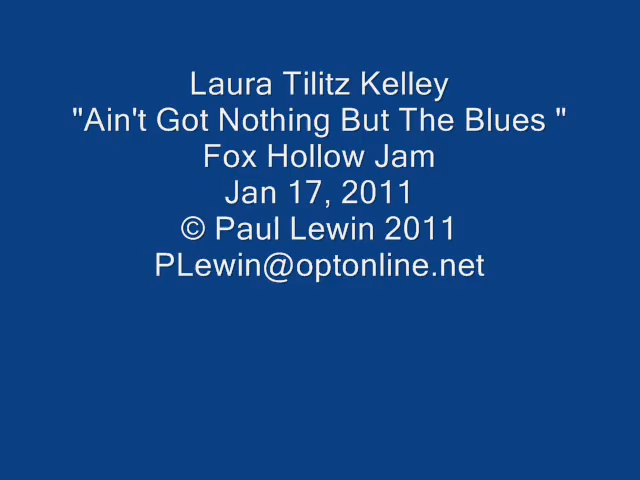 Laura Tilitz Kelley
"Ain't Got Nothing But The Blues "
Fox Hollow Jam
Jan 17, 2011
© Paul Lewin 2011
PLewin@optonline.net